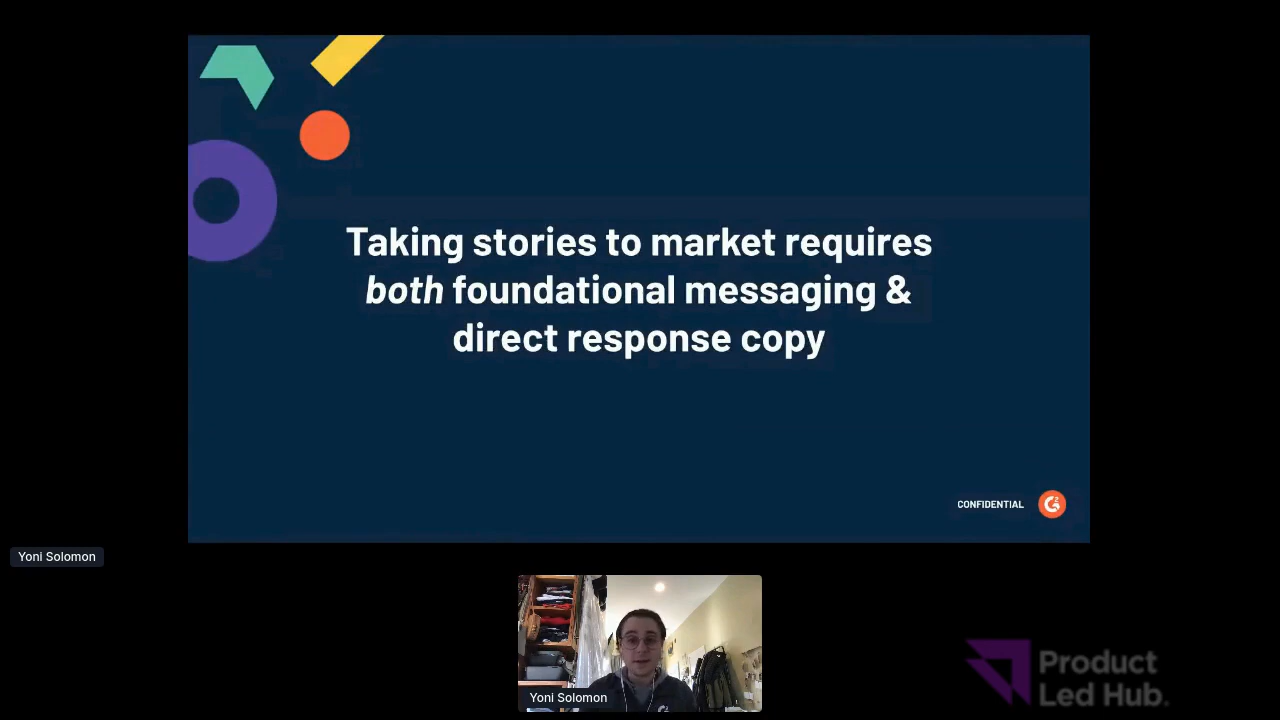 Taking stories to market requires
both foundational messaging &
direct response copy
CONFIDENTIAL
Yoni Solomon
Yoni Solomon
Product
Led Hub.